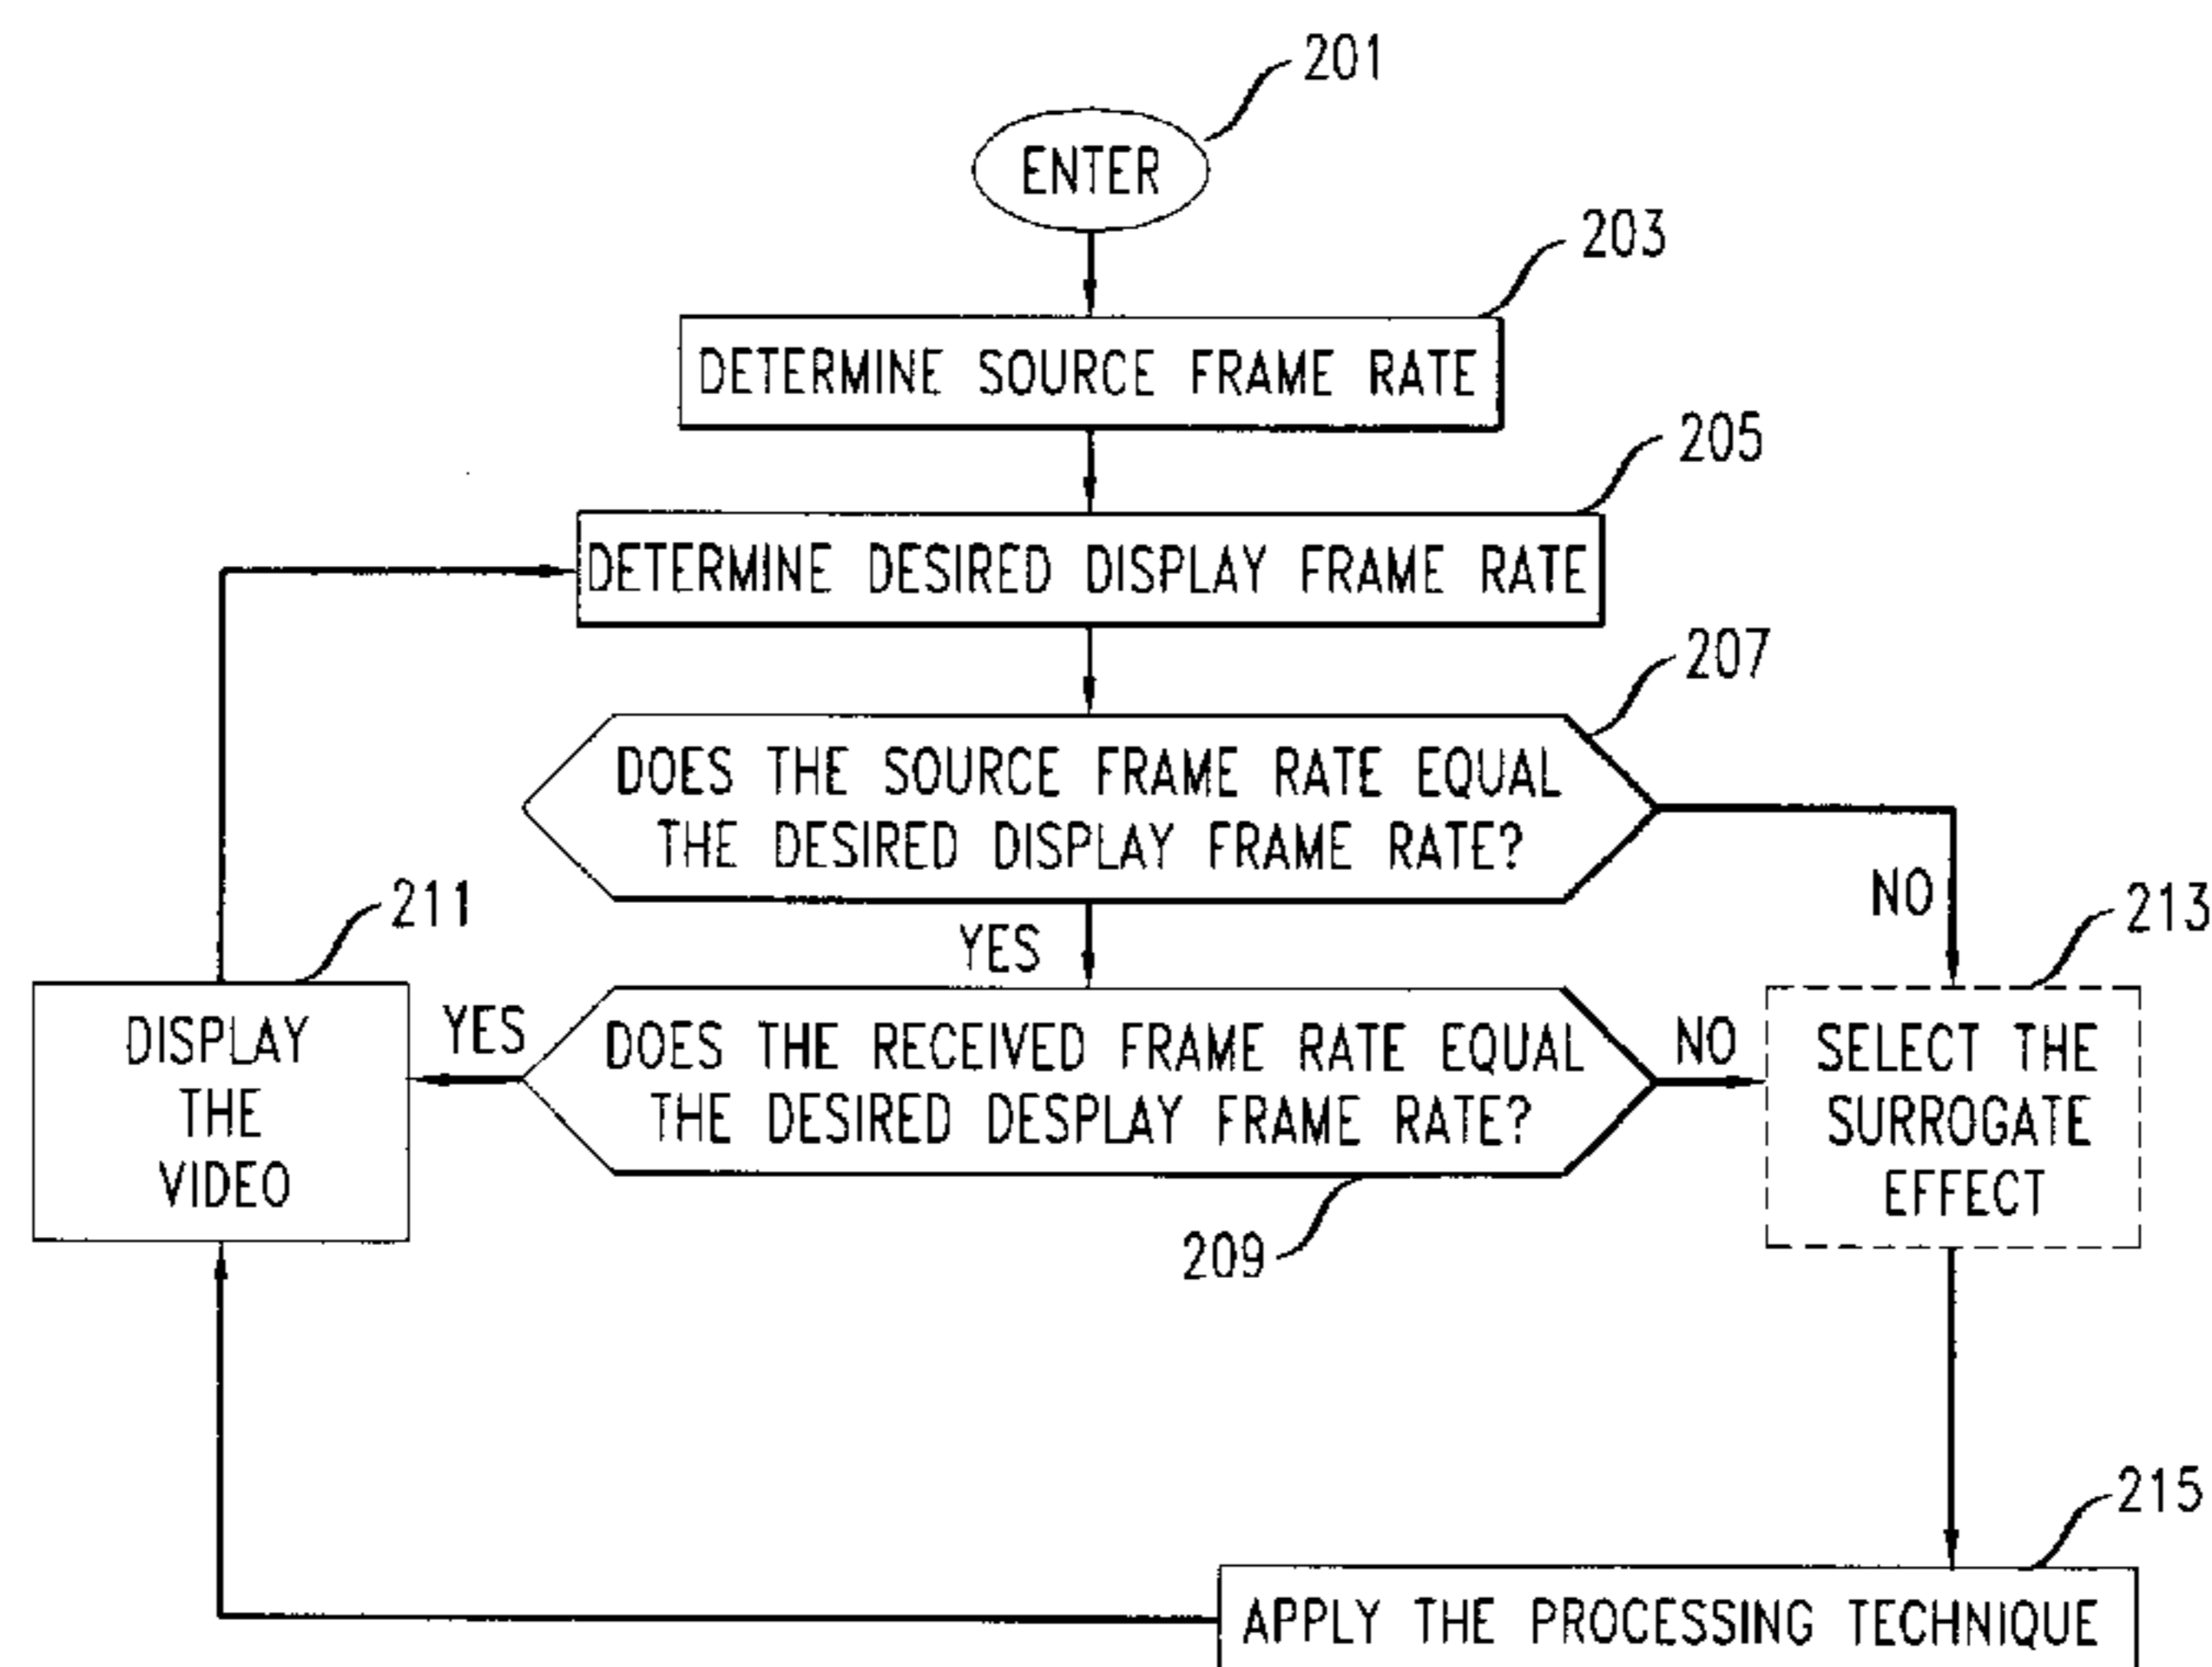 201
ENTER
203
DETERMINE SOURCE FRAME RATE
205
DETERMINE DESIRED DISPLAY FRAME RATE
207
DOES THE SOURCE FRAME RATE EQUAL
THE DESIRED DISPLAY FRAME RATE?
NO
YES
211
DISPLAY
THE
VIDEO
YES
DOES THE RECEIVED FRAME RATE EQUAL
THE DESIRED DESPLAY FRAME RATE?
209
NO
213
SELECT THE
SURROGATE
EFFECT
215
APPLY THE PROCESSING TECHNIQUE